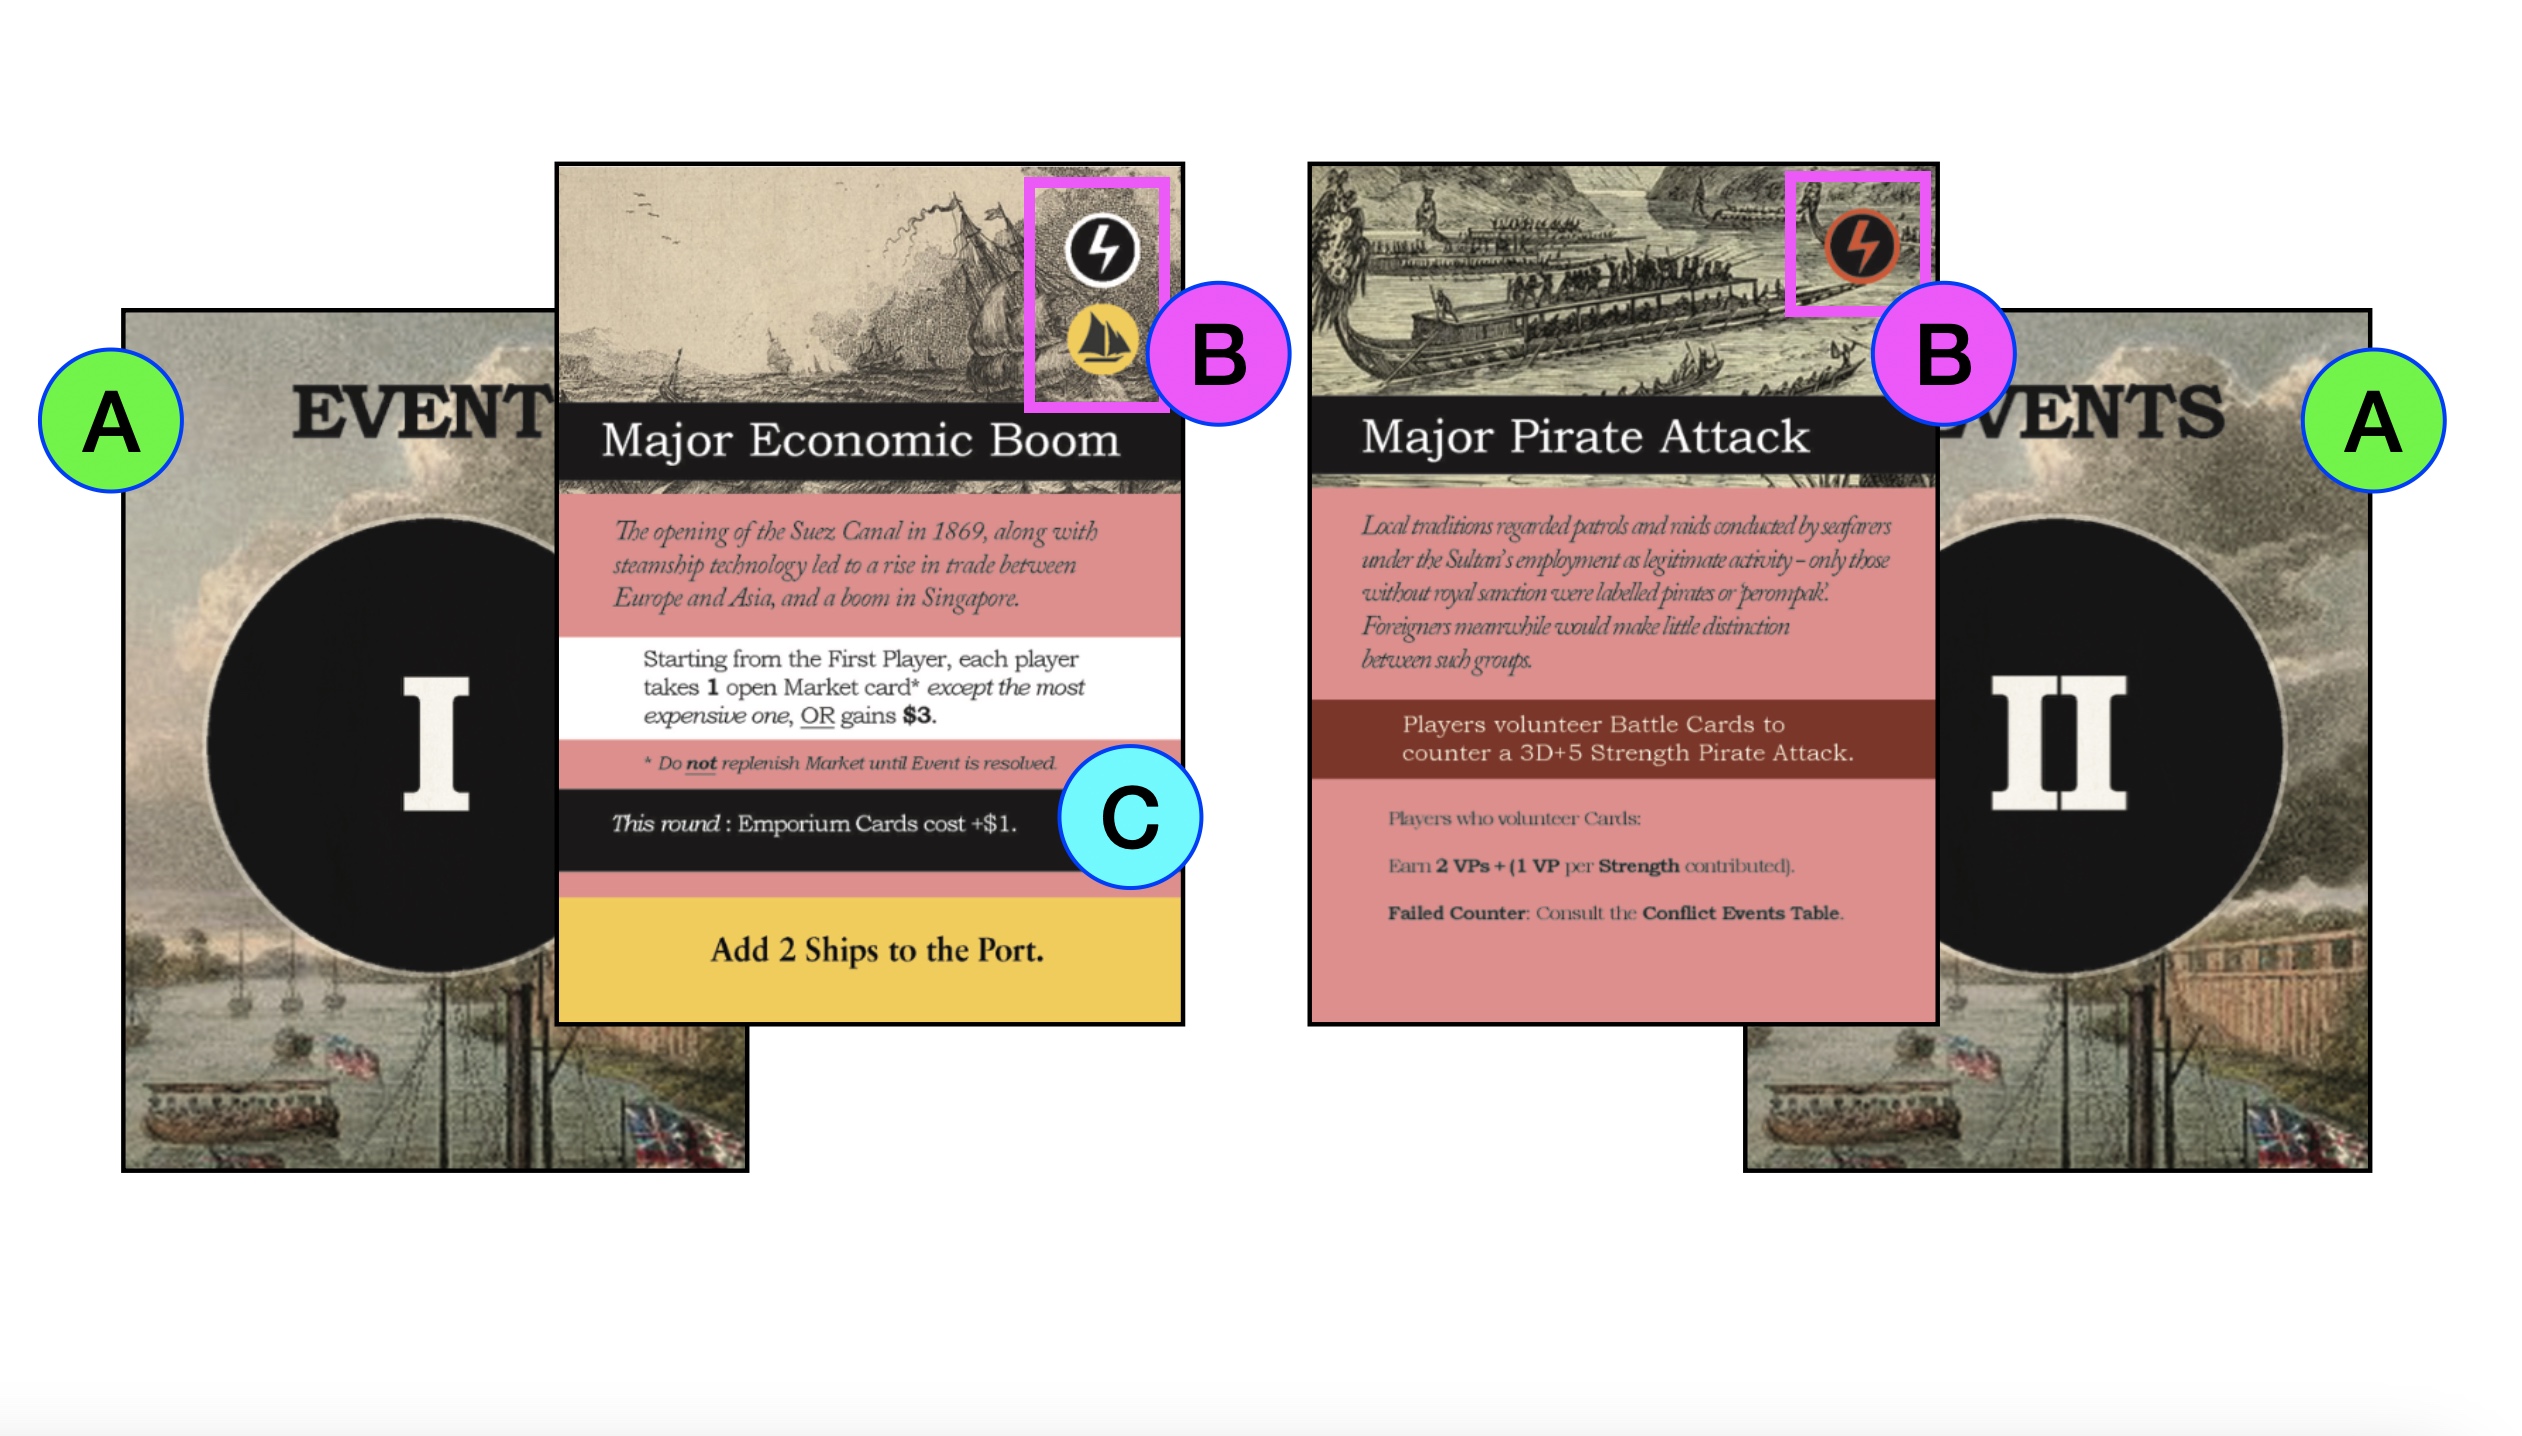 A
EVENT
I
B
Major Economic Boom
The opening of the Suez Canal in 1869, along with
steamship technology led to a rise in trade between
Europe and Asia, and a boom in Singapore.
Starting from the First Player, each player
takes 1 open Market card* except the most
expensive one, OR gains $3.
* Do not replenish Market until Event is resolved.
This round : Emporium Cards cost +$1.
C
Add 2 Ships to the Port.
B
Major Pirate Attack
Local traditions regarded patrols and raids conducted by seafarers
under the Sultan's employment as legitimate activity – only those
without royal sanction were labelled pirates or 'perompak'.
Foreigners meanwhile would make little distinction
between such groups.
Players volunteer Battle Cards to
counter a 3D+5 Strength Pirate Attack.
Players who volunteer Cards:
Earn 2 VPs + (1 VP per Strength contributed).
Failed Counter: Consult the Conflict Events Table.
A
VENTS
II